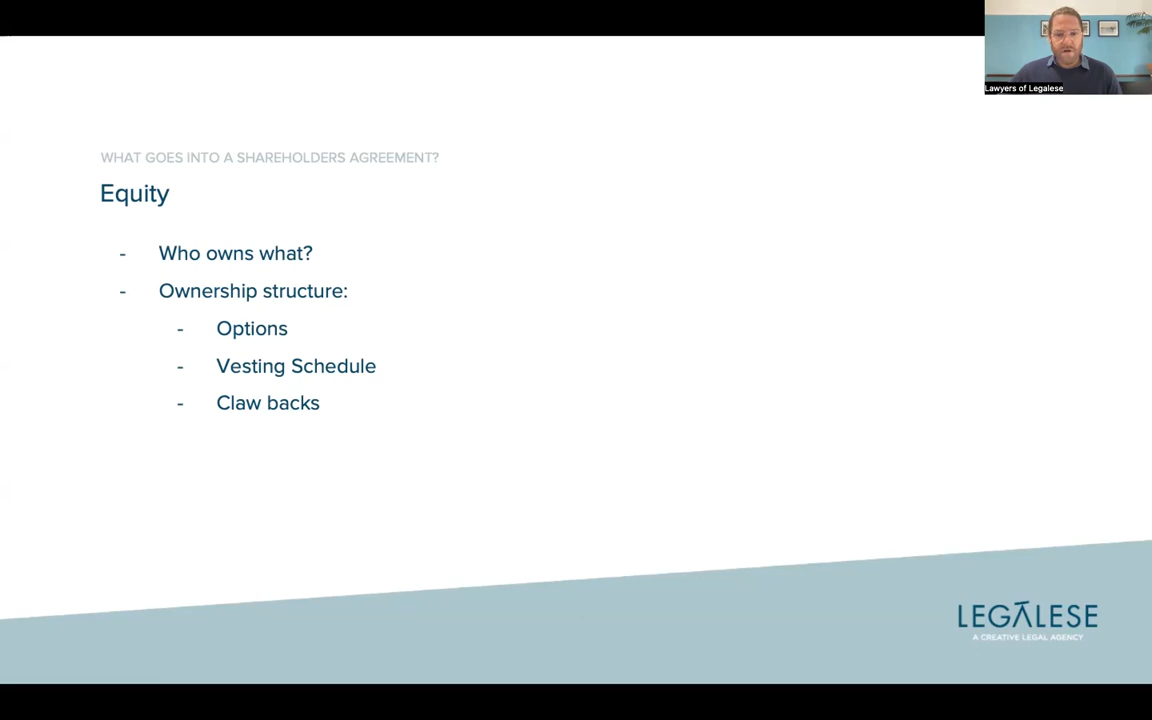 Lawyers of Legalese
WHAT GOES INTO A SHAREHOLDERS AGREEMENT?
Equity
- Who owns what?
- Ownership structure:
- Options
- Vesting Schedule
- Claw backs
LEGALESE
A CREATIVE LEGAL AGENCY